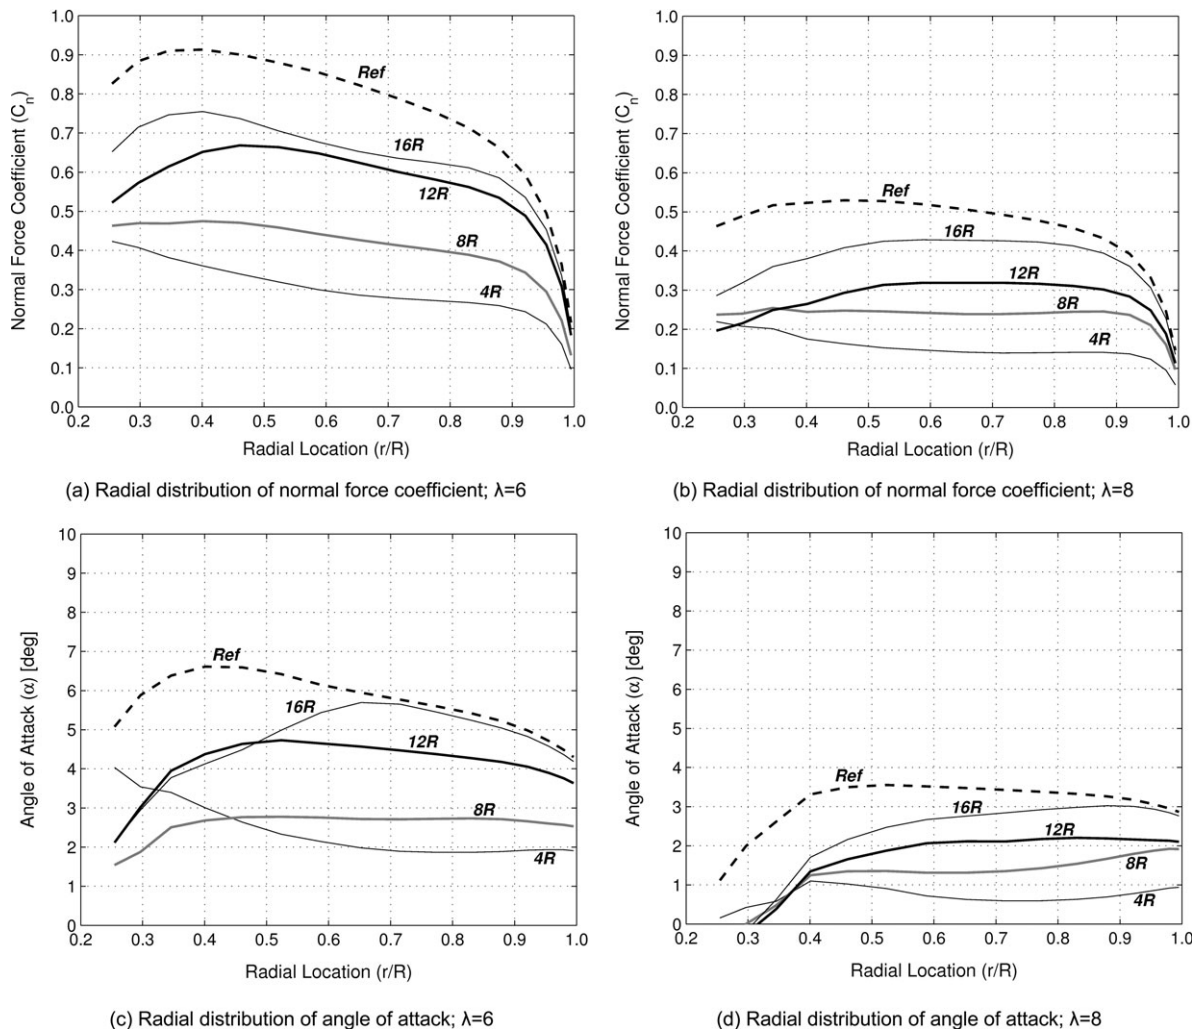 1.0
0.9
0.8
0.7
0.6
0.5
0.4
0.3
0.2
0.1
0.0
Normal Force Coefficient (Cn)
Ref
16R
12R
8R
4R
0.2 0.3 0.4 0.5 0.6 0.7 0.8 0.9 1.0
Radial Location (r/R)
(a) Radial distribution of normal force coefficient; λ=6
1.0
0.9
0.8
0.7
0.6
0.5
0.4
0.3
0.2
0.1
0.0
Normal Force Coefficient (Cn)
Ref
16R
12R
8R
4R
0.2 0.3 0.4 0.5 0.6 0.7 0.8 0.9 1.0
Radial Location (r/R)
(b) Radial distribution of normal force coefficient; λ=8
10
9
8
7
6
5
4
3
2
1
0
Angle of Attack (α) [deg]
Ref
16R
12R
8R
4R
0.2 0.3 0.4 0.5 0.6 0.7 0.8 0.9 1.0
Radial Location (r/R)
(c) Radial distribution of angle of attack; λ=6
10
9
8
7
6
5
4
3
2
1
0
Angle of Attack (α) [deg]
Ref
16R
12R
8R
4R
0.2 0.3 0.4 0.5 0.6 0.7 0.8 0.9 1.0
Radial Location (r/R)
(d) Radial distribution of angle of attack; λ=8